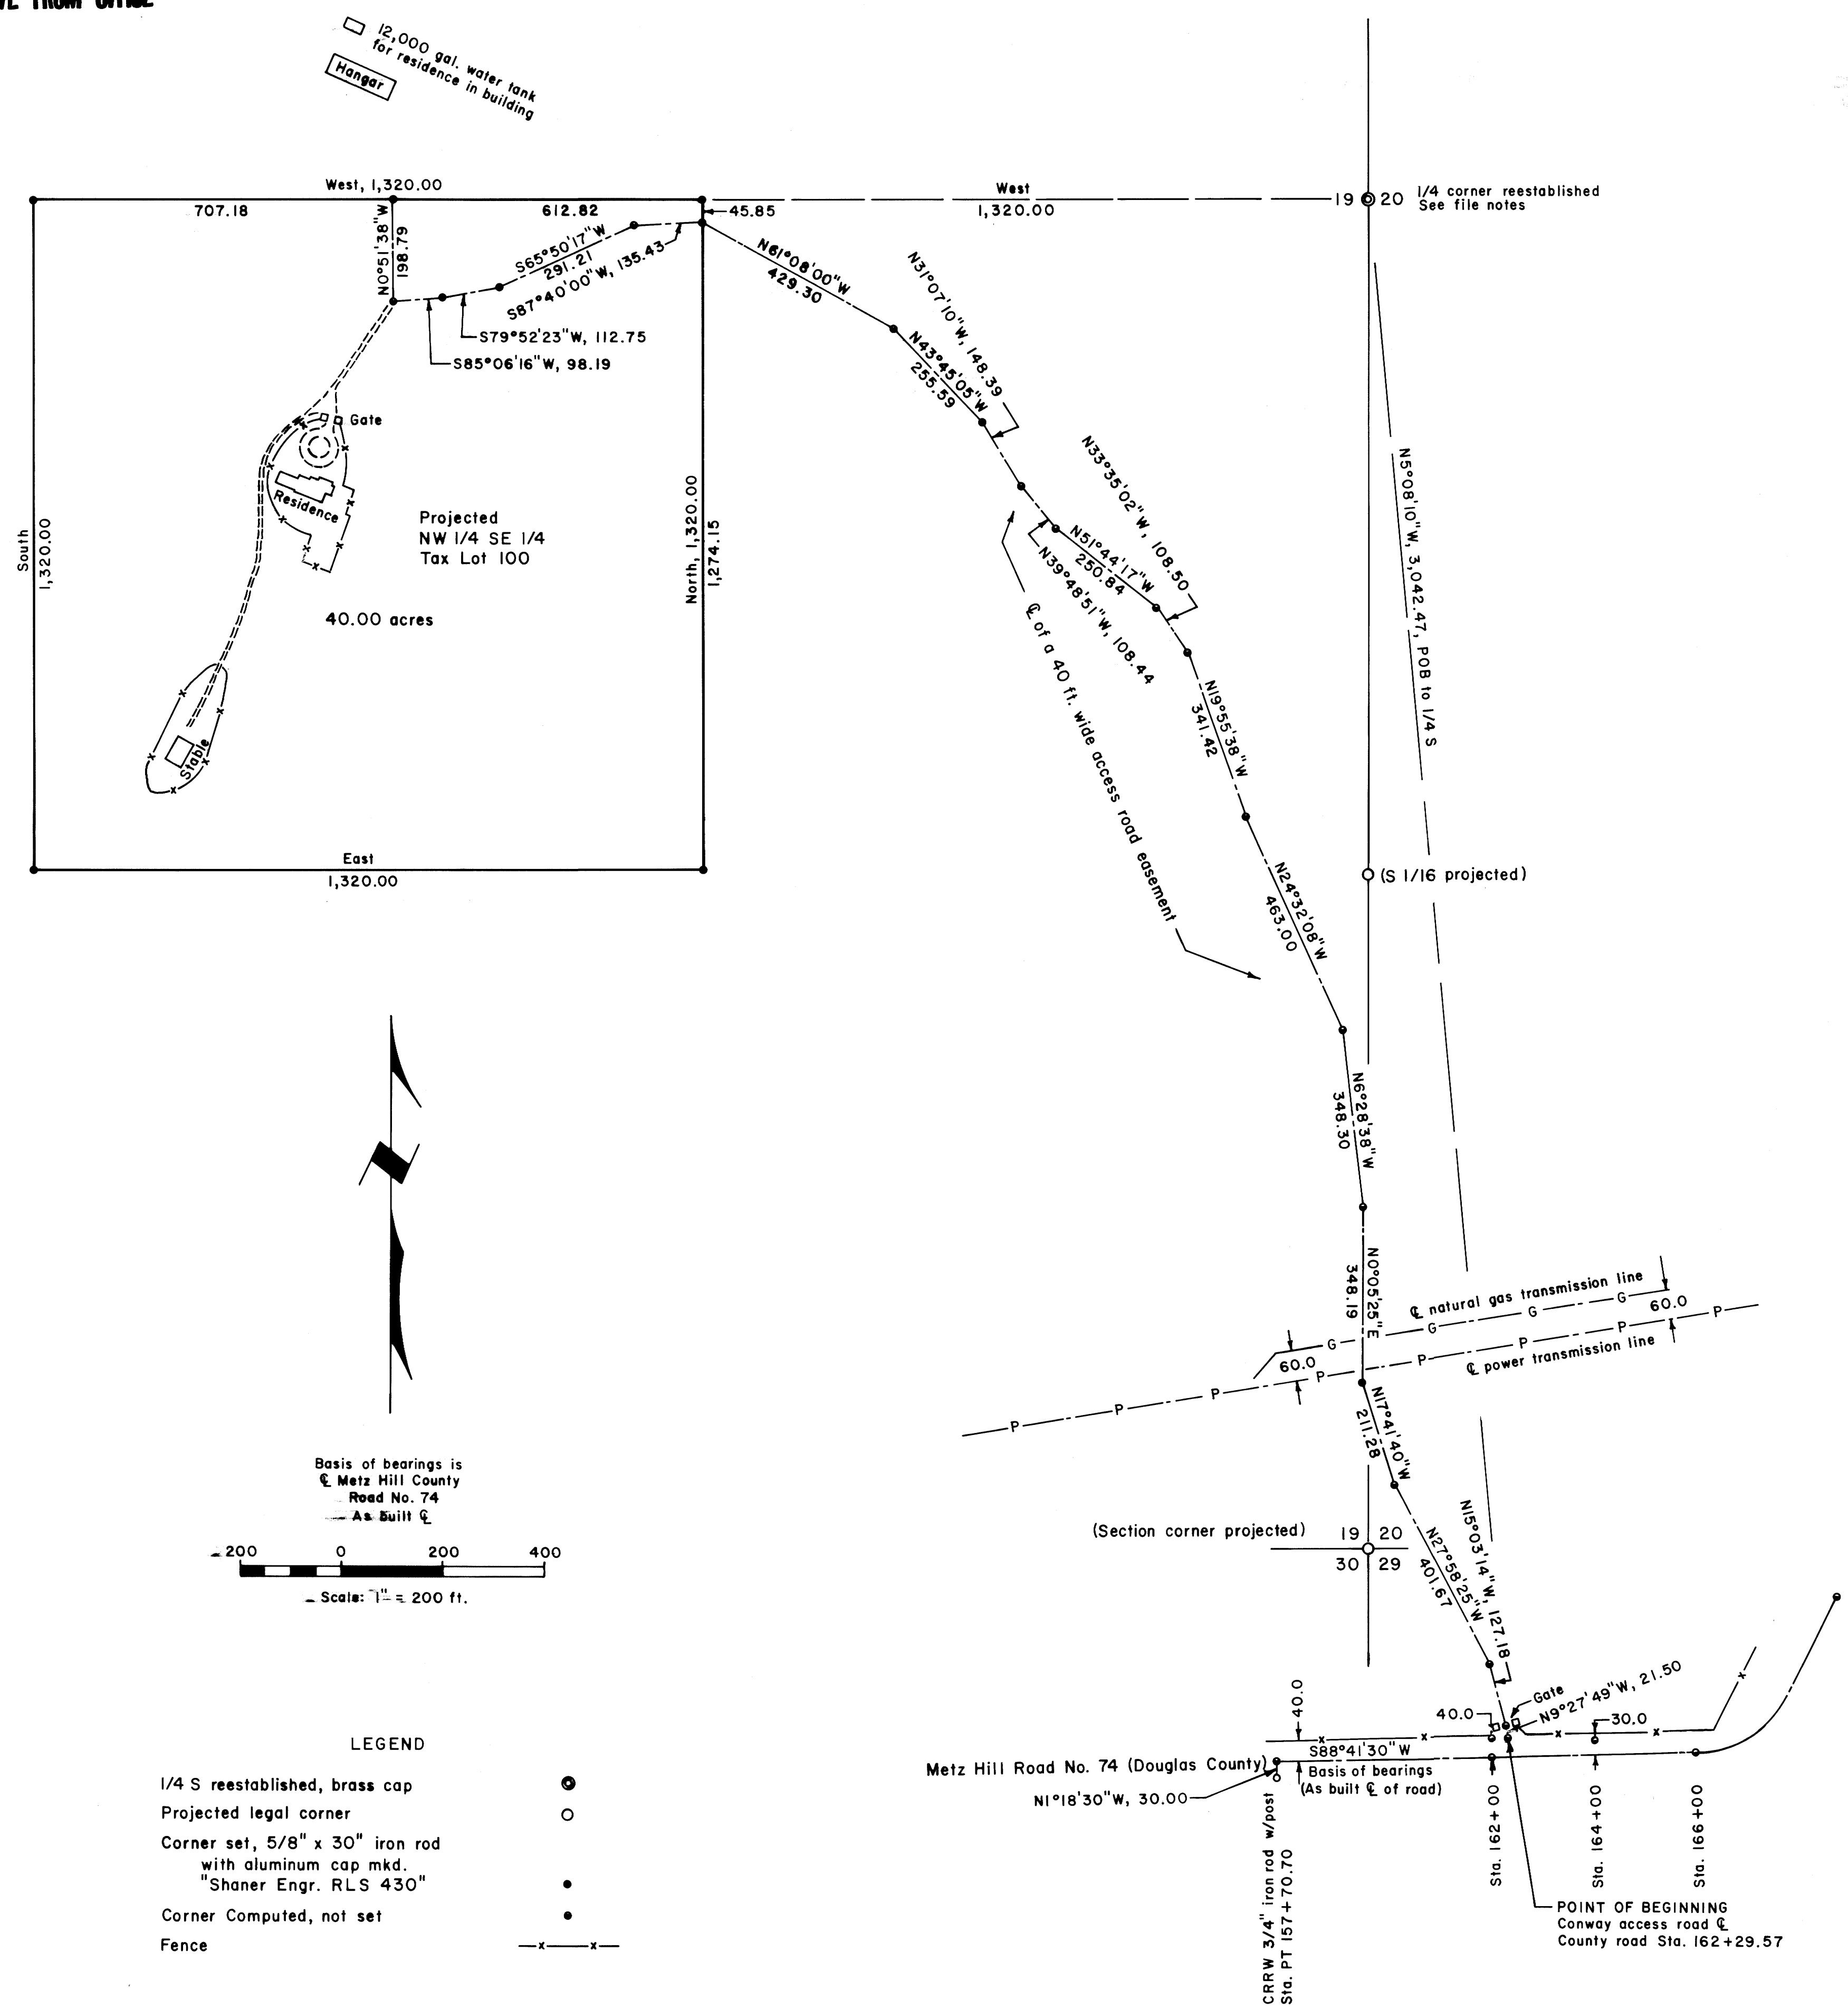 12,000 gal. water tank
for residence in building
Hangar
West, 1,320.00
707.18
612.82
45.85
West
1,320.00
19
20
1/4 corner reestablished
See file notes
N0°51'38"W
198.79
S65°50'17"W
291.21
S87°40'00"W, 135.43
S79°52'23"W, 112.75
S85°06'16"W, 98.19
N61°08'00"W
429.30
N43°45'05"W
255.59
N31°07'10"W, 148.39
N33°35'02"W, 108.50
N51°44'17"W
250.84
N39°48'51"W, 108.44
N5°08'10"W, 3,042.47, POB to 1/4 S
Gate
Residence
Stable
Projected
NW 1/4 SE 1/4
Tax Lot 100
40.00 acres
South
1,320.00
North, 1,320.00
1,274.15
East
1,320.00
℄ of a 40 ft. wide access road easement
N19°55'38"W
341.42
(S 1/16 projected)
N24°32'08"W
463.00
N6°28'38"W
348.30
N0°05'25"E
348.19
℄ natural gas transmission line
G G G G
60.0
60.0
P P P P P P P P
℄ power transmission line
N17°41'40"W
211.28
Basis of bearings is
℄ Metz Hill County
Road No. 74
As built ℄
200 0 200 400
Scale: 1" = 200 ft.
(Section corner projected)
19 20
30 29
N27°58'25"W
401.67
N15°03'14"W, 127.18
Gate
N9°27'49"W, 21.50
40.0
40.0
30.0
S88°41'30"W
Metz Hill Road No. 74 (Douglas County)
Basis of bearings
(As built ℄ of road)
N1°18'30"W, 30.00
CRRW 3/4" iron rod w/post
Sta. PT 157+70.70
Sta. 162+00
Sta. 164+00
Sta. 166+00
POINT OF BEGINNING
Conway access road ℄
County road Sta. 162+29.57
LEGEND
1/4 S reestablished, brass cap
Projected legal corner
Corner set, 5/8" x 30" iron rod
with aluminum cap mkd.
"Shaner Engr. RLS 430"
Corner Computed, not set
Fence